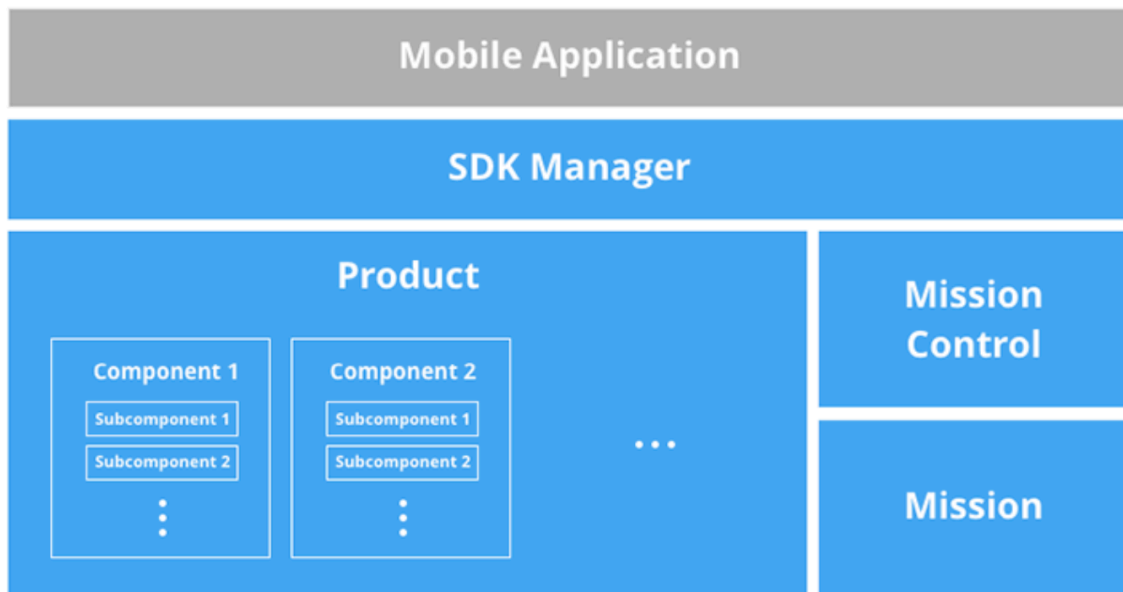 Mobile Application
SDK Manager
Product
Component 1
Subcomponent 1
Subcomponent 2
Component 2
Subcomponent 1
Subcomponent 2
...
Mission
Control
Mission